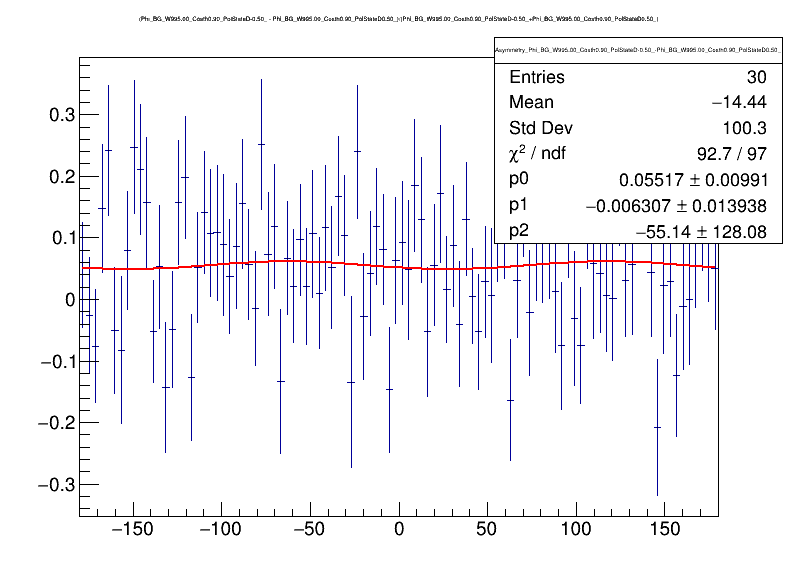 (Phi_BG_W995.00_Costh0.90_PolStateD-0.50_ - Phi_BG_W995.00_Costh0.90_PolStateD0.50_)/(Phi_BG_W995.00_Costh0.90_PolStateD-0.50_+Phi_BG_W995.00_Costh0.90_PolStateD0.50_)
Asymmetry_Phi_BG_W995.00_Costh0.90_PolStateD-0.50_-Phi_BG_W995.00_Costh0.90_PolStateD0.50_
Entries 30
Mean −14.44
Std Dev 100.3
χ² / ndf 92.7 / 97
p0 0.05517 ± 0.00991
p1 −0.006307 ± 0.013938
p2 −55.14 ± 128.08
0.3
0.2
0.1
0
−0.1
−0.2
−0.3
−150 −100 −50 0 50 100 150